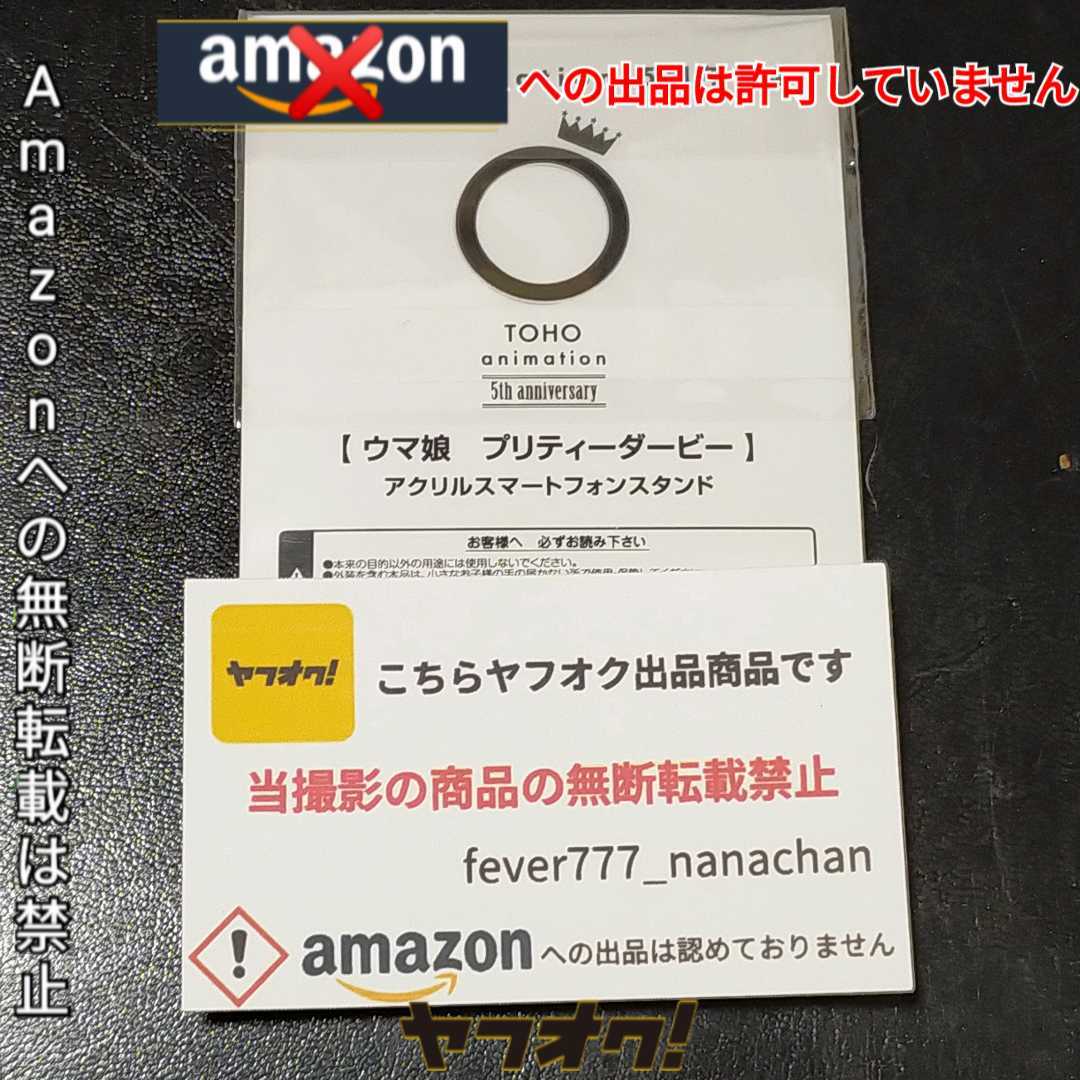 amazon
への出品は許可していません
Amazonへの無断転載は禁止
TOHO
animation
5th anniversary
【 ウマ娘　プリティーダービー 】
アクリルスマートフォンスタンド
お客様へ　必ずお読み下さい
●本来の目的以外の用途には使用しないでください。
ヤフオク!
こちらヤフオク出品商品です
当撮影の商品の無断転載禁止
fever777_nanachan
amazon への出品は認めておりません
ヤフオク!